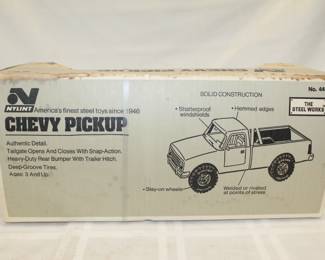 NYLINT
America's finest steel toys since 1946
CHEVY PICKUP
Authentic Detail.
Tailgate Opens And Closes With Snap-Action.
Heavy-Duty Rear Bumper With Trailer Hitch.
Deep-Groove Tires.
Ages: 3 And Up
SOLID CONSTRUCTION
• Shatterproof
windshields
• Hemmed edges
• Stay-on wheels
Welded or riveted
at points of stress
No. 44
THE
STEEL WORKS